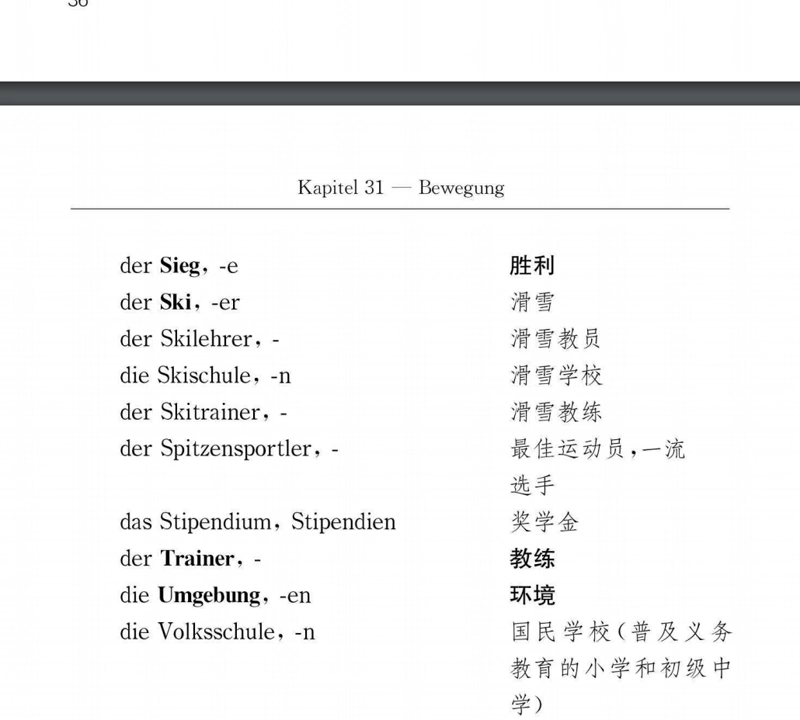 36
Kapitel 31 — Bewegung
der Sieg, -e 胜利
der Ski, -er 滑雪
der Skilehrer, - 滑雪教员
die Skischule, -n 滑雪学校
der Skitrainer, - 滑雪教练
der Spitzensportler, - 最佳运动员,一流
选手
das Stipendium, Stipendien 奖学金
der Trainer, - 教练
die Umgebung, -en 环境
die Volksschule, -n 国民学校(普及义务
教育的小学和初级中
学)